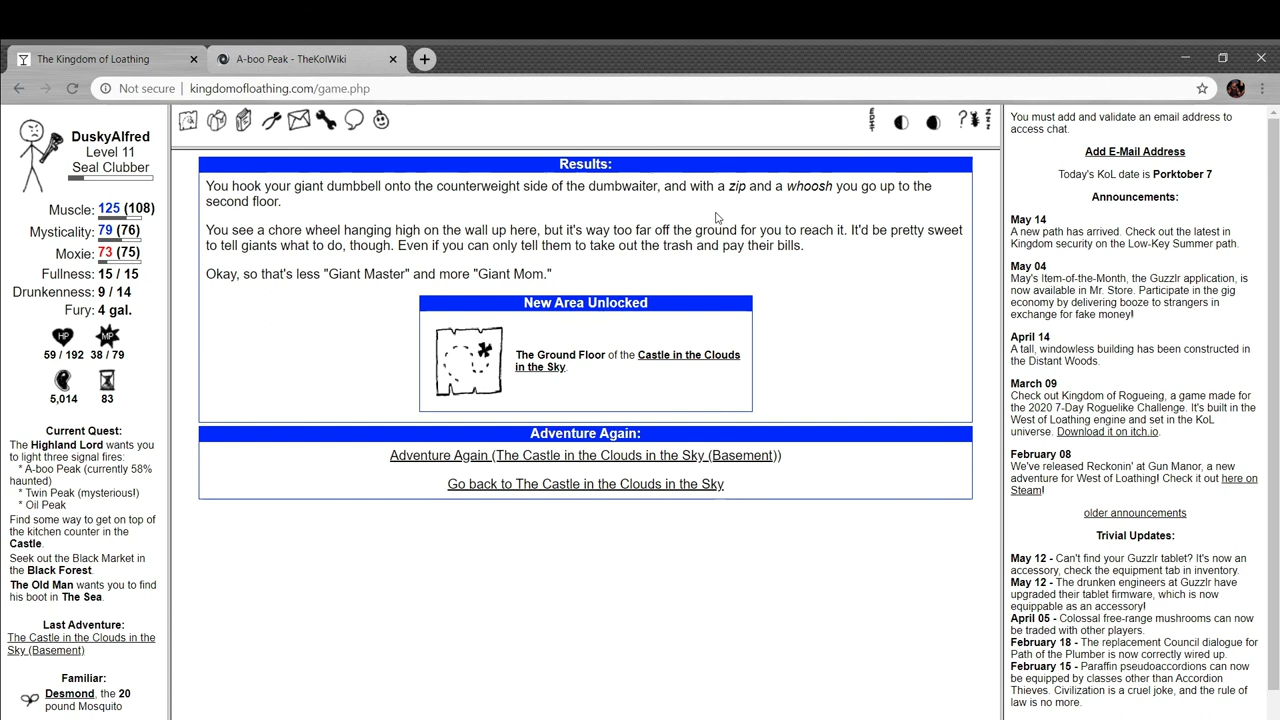 The Kingdom of Loathing
A-boo Peak - TheKolWiki
Not secure | kingdomofloathing.com/game.php
DuskyAlfred
Level 11
Seal Clubber
Muscle: 125 (108)
Mysticality: 79 (76)
Moxie: 73 (75)
Fullness: 15 / 15
Drunkenness: 9 / 14
Fury: 4 gal.
HP MP
59 / 192 38 / 79
5,014 83
Current Quest:
The Highland Lord wants you
to light three signal fires:
* A-boo Peak (currently 58%
haunted)
* Twin Peak (mysterious!)
* Oil Peak
Find some way to get on top of
the kitchen counter in the
Castle.
Seek out the Black Market in
the Black Forest.
The Old Man wants you to find
his boot in The Sea.
Last Adventure:
The Castle in the Clouds in the
Sky (Basement)
Familiar:
Desmond, the 20
pound Mosquito
EDIT
? Z z z
Results:
You hook your giant dumbbell onto the counterweight side of the dumbwaiter, and with a zip and a whoosh you go up to the
second floor.
You see a chore wheel hanging high on the wall up here, but it's way too far off the ground for you to reach it. It'd be pretty sweet
to tell giants what to do, though. Even if you can only tell them to take out the trash and pay their bills.
Okay, so that's less "Giant Master" and more "Giant Mom."
New Area Unlocked
The Ground Floor of the Castle in the Clouds
in the Sky.
Adventure Again:
Adventure Again (The Castle in the Clouds in the Sky (Basement))
Go back to The Castle in the Clouds in the Sky
You must add and validate an email address to
access chat.
Add E-Mail Address
Today's KoL date is Porktober 7
Announcements:
May 14
A new path has arrived. Check out the latest in
Kingdom security on the Low-Key Summer path.
May 04
May's Item-of-the-Month, the Guzzlr application, is
now available in Mr. Store. Participate in the gig
economy by delivering booze to strangers in
exchange for fake money!
April 14
A tall, windowless building has been constructed in
the Distant Woods.
March 09
Check out Kingdom of Rogueing, a game made for
the 2020 7-Day Roguelike Challenge. It's built in the
West of Loathing engine and set in the KoL
universe. Download it on itch.io.
February 08
We've released Reckonin' at Gun Manor, a new
adventure for West of Loathing! Check it out here on
Steam!
older announcements
Trivial Updates:
May 12 - Can't find your Guzzlr tablet? It's now an
accessory, check the equipment tab in inventory.
May 12 - The drunken engineers at Guzzlr have
upgraded their tablet firmware, which is now
equippable as an accessory!
April 05 - Colossal free-range mushrooms can now
be traded with other players.
February 18 - The replacement Council dialogue for
Path of the Plumber is now correctly wired up.
February 15 - Paraffin pseudoaccordions can now
be equipped by classes other than Accordion
Thieves. Civilization is a cruel joke, and the rule of
law is no more.